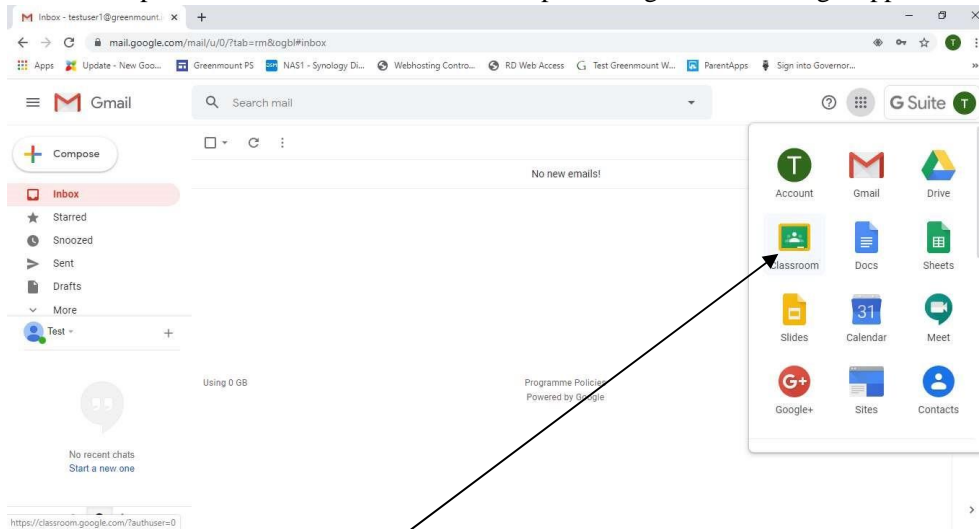 Inbox - testuser1@greenmount
mail.google.com/mail/u/0/?tab=rm&ogbl#inbox
Apps Update - New Goo... Greenmount PS NAS1 - Synology Di... Webhosting Contro... RD Web Access Test Greenmount W... ParentApps Sign into Governor...
Gmail Search mail G Suite T
Compose
No new emails!
Inbox
Starred
Snoozed
Sent
Drafts
More
Test
Using 0 GB
Programme Policies
Powered by Google
No recent chats
Start a new one
T
Account Gmail Drive
Classroom Docs Sheets
31
Slides Calendar Meet
G+
Google+ Sites Contacts
https://classroom.google.com/?authuser=0